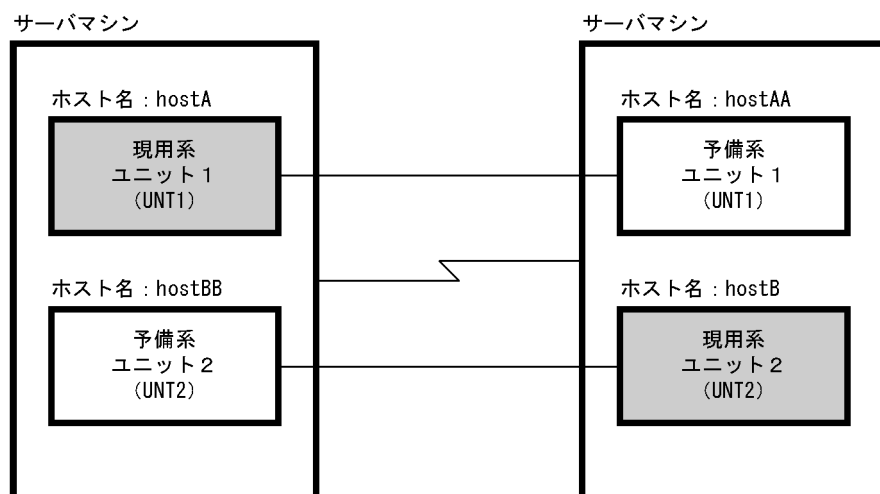 サーバマシン
ホスト名：hostA
現用系
ユニット１
（UNT1）
ホスト名：hostBB
予備系
ユニット２
（UNT2）
サーバマシン
ホスト名：hostAA
予備系
ユニット１
（UNT1）
ホスト名：hostB
現用系
ユニット２
（UNT2）